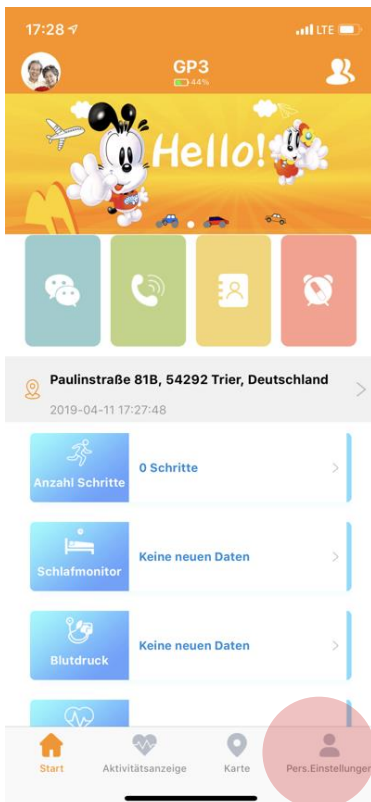 17:28
LTE
GP3
44%
Hello!
Paulinstraße 81B, 54292 Trier, Deutschland
2019-04-11 17:27:48
0 Schritte
Anzahl Schritte
Keine neuen Daten
Schlafmonitor
Keine neuen Daten
Blutdruck
Start
Aktivitätsanzeige
Karte
Pers.Einstellungen